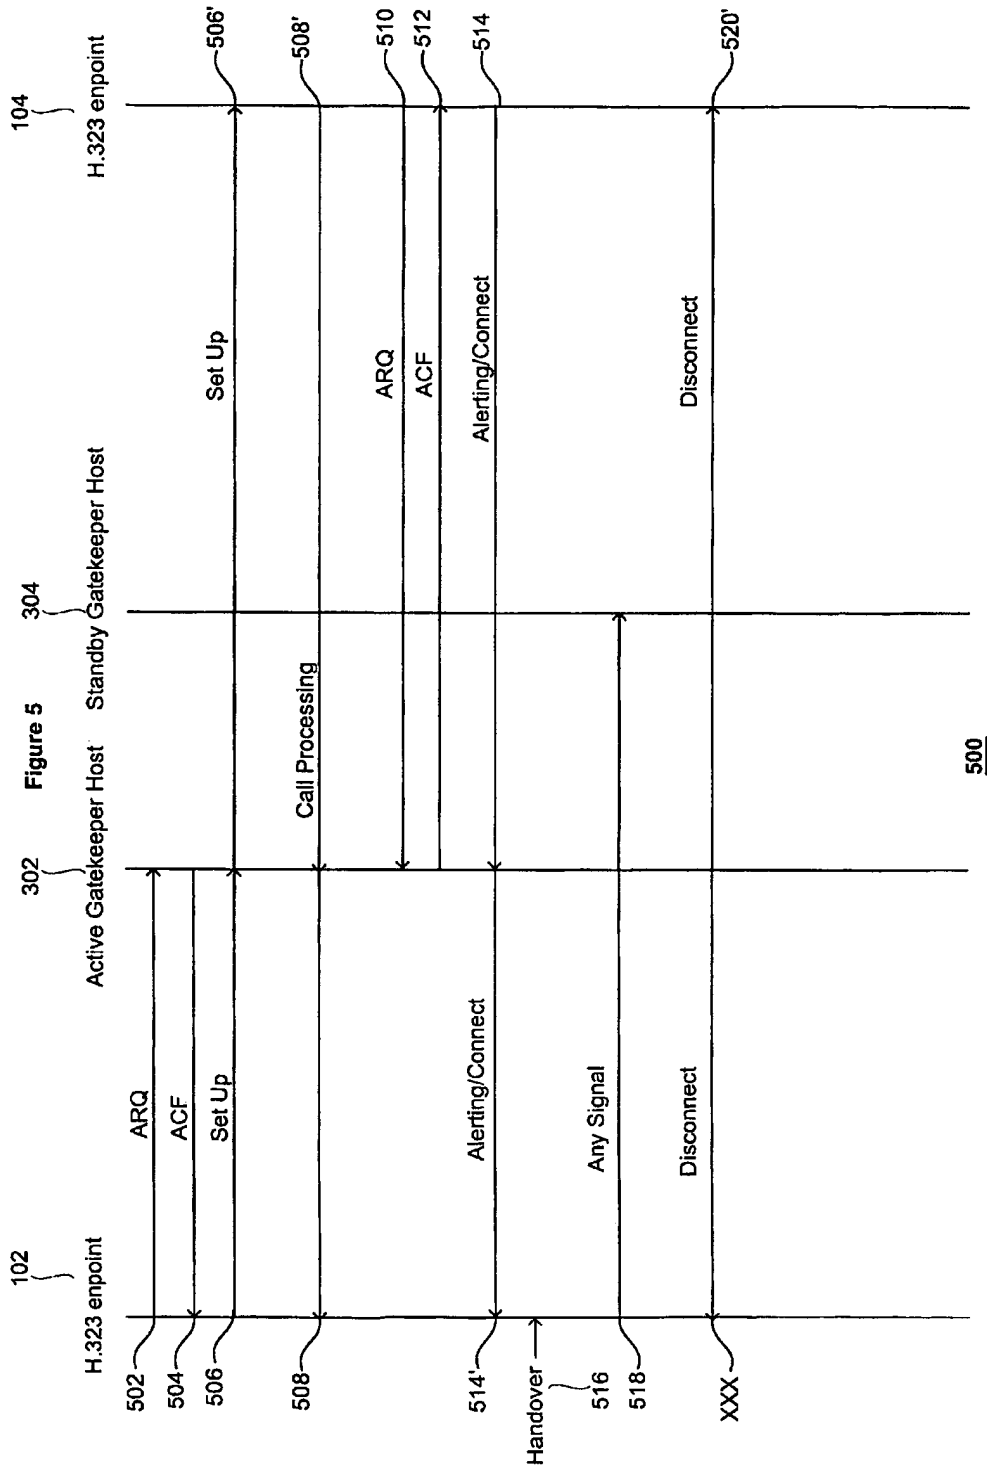 Figure 5
102
302
304
104
H.323 enpoint
Active Gatekeeper Host
Standby Gatekeeper Host
H.323 enpoint
502
ARQ
504
ACF
506
Set Up
Set Up
506'
508
Call Processing
508'
ARQ
510
ACF
512
514'
Alerting/Connect
Alerting/Connect
514
Handover
516
518
Any Signal
XXX
Disconnect
Disconnect
520'
500